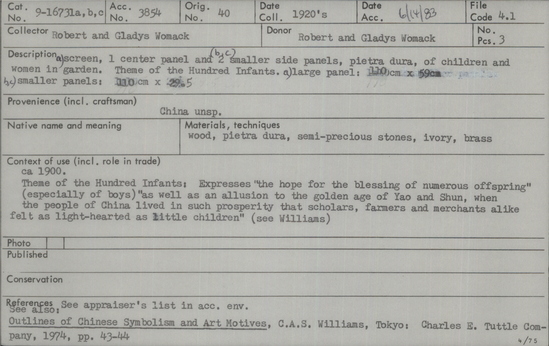 Cat. No. 9-16731a,b,c Acc. No. 3854 Orig. No. 40 Date Coll. 1920's Date Acc. 6/14/83 File Code 4.1
Collector Robert and Gladys Womack Donor Robert and Gladys Womack No. Pcs. 3
Description a)screen, 1 center panel and 2 (b,c) smaller side panels, pietra dura, of children and
women in garden. Theme of the Hundred Infants. a)large panel: cm x 59cm
b,c) smaller panels: cm x
Provenience (incl. craftsman)
China unsp.
Native name and meaning Materials, techniques
wood, pietra dura, semi-precious stones, ivory, brass
Context of use (incl. role in trade)
ca 1900.
Theme of the Hundred Infants: Expresses "the hope for the blessing of numerous offspring"
(especially of boys)"as well as an allusion to the golden age of Yao and Shun, when
the people of China lived in such prosperity that scholars, farmers and merchants alike
felt as light-hearted as little children" (see Williams)
Photo
Published
Conservation
References See appraiser's list in acc. env.
See also:
Outlines of Chinese Symbolism and Art Motives, C.A.S. Williams, Tokyo: Charles E. Tuttle Com-
pany, 1974, pp. 43-44
4/75